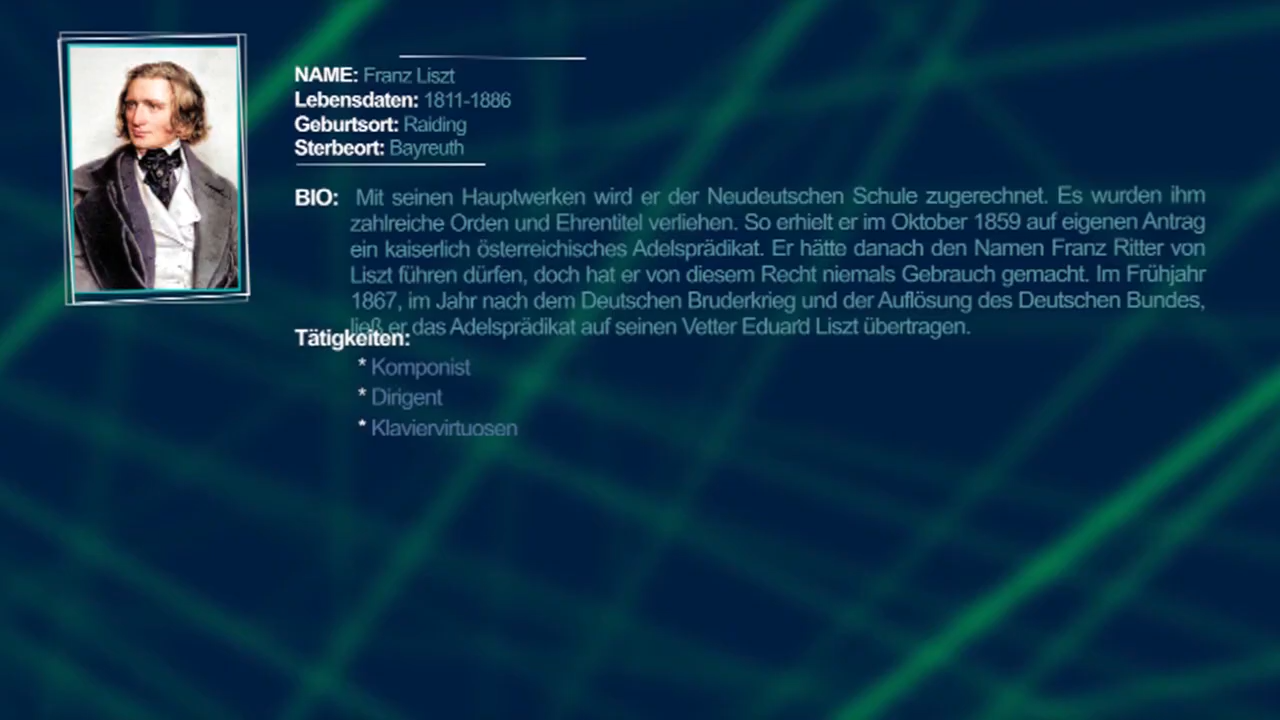 NAME: Franz Liszt
Lebensdaten: 1811-1886
Geburtsort: Raiding
Sterbeort: Bayreuth
BIO: Mit seinen Hauptwerken wird er der Neudeutschen Schule zugerechnet. Es wurden ihm
zahlreiche Orden und Ehrentitel verliehen. So erhielt er im Oktober 1859 auf eigenen Antrag
ein kaiserlich österreichisches Adelsprädikat. Er hätte danach den Namen Franz Ritter von
Liszt führen dürfen, doch hat er von diesem Recht niemals Gebrauch gemacht. Im Frühjahr
1867, im Jahr nach dem Deutschen Bruderkrieg und der Auflösung des Deutschen Bundes,
ließ er das Adelsprädikat auf seinen Vetter Eduard Liszt übertragen.
Tätigkeiten:
* Komponist
* Dirigent
* Klaviervirtuosen